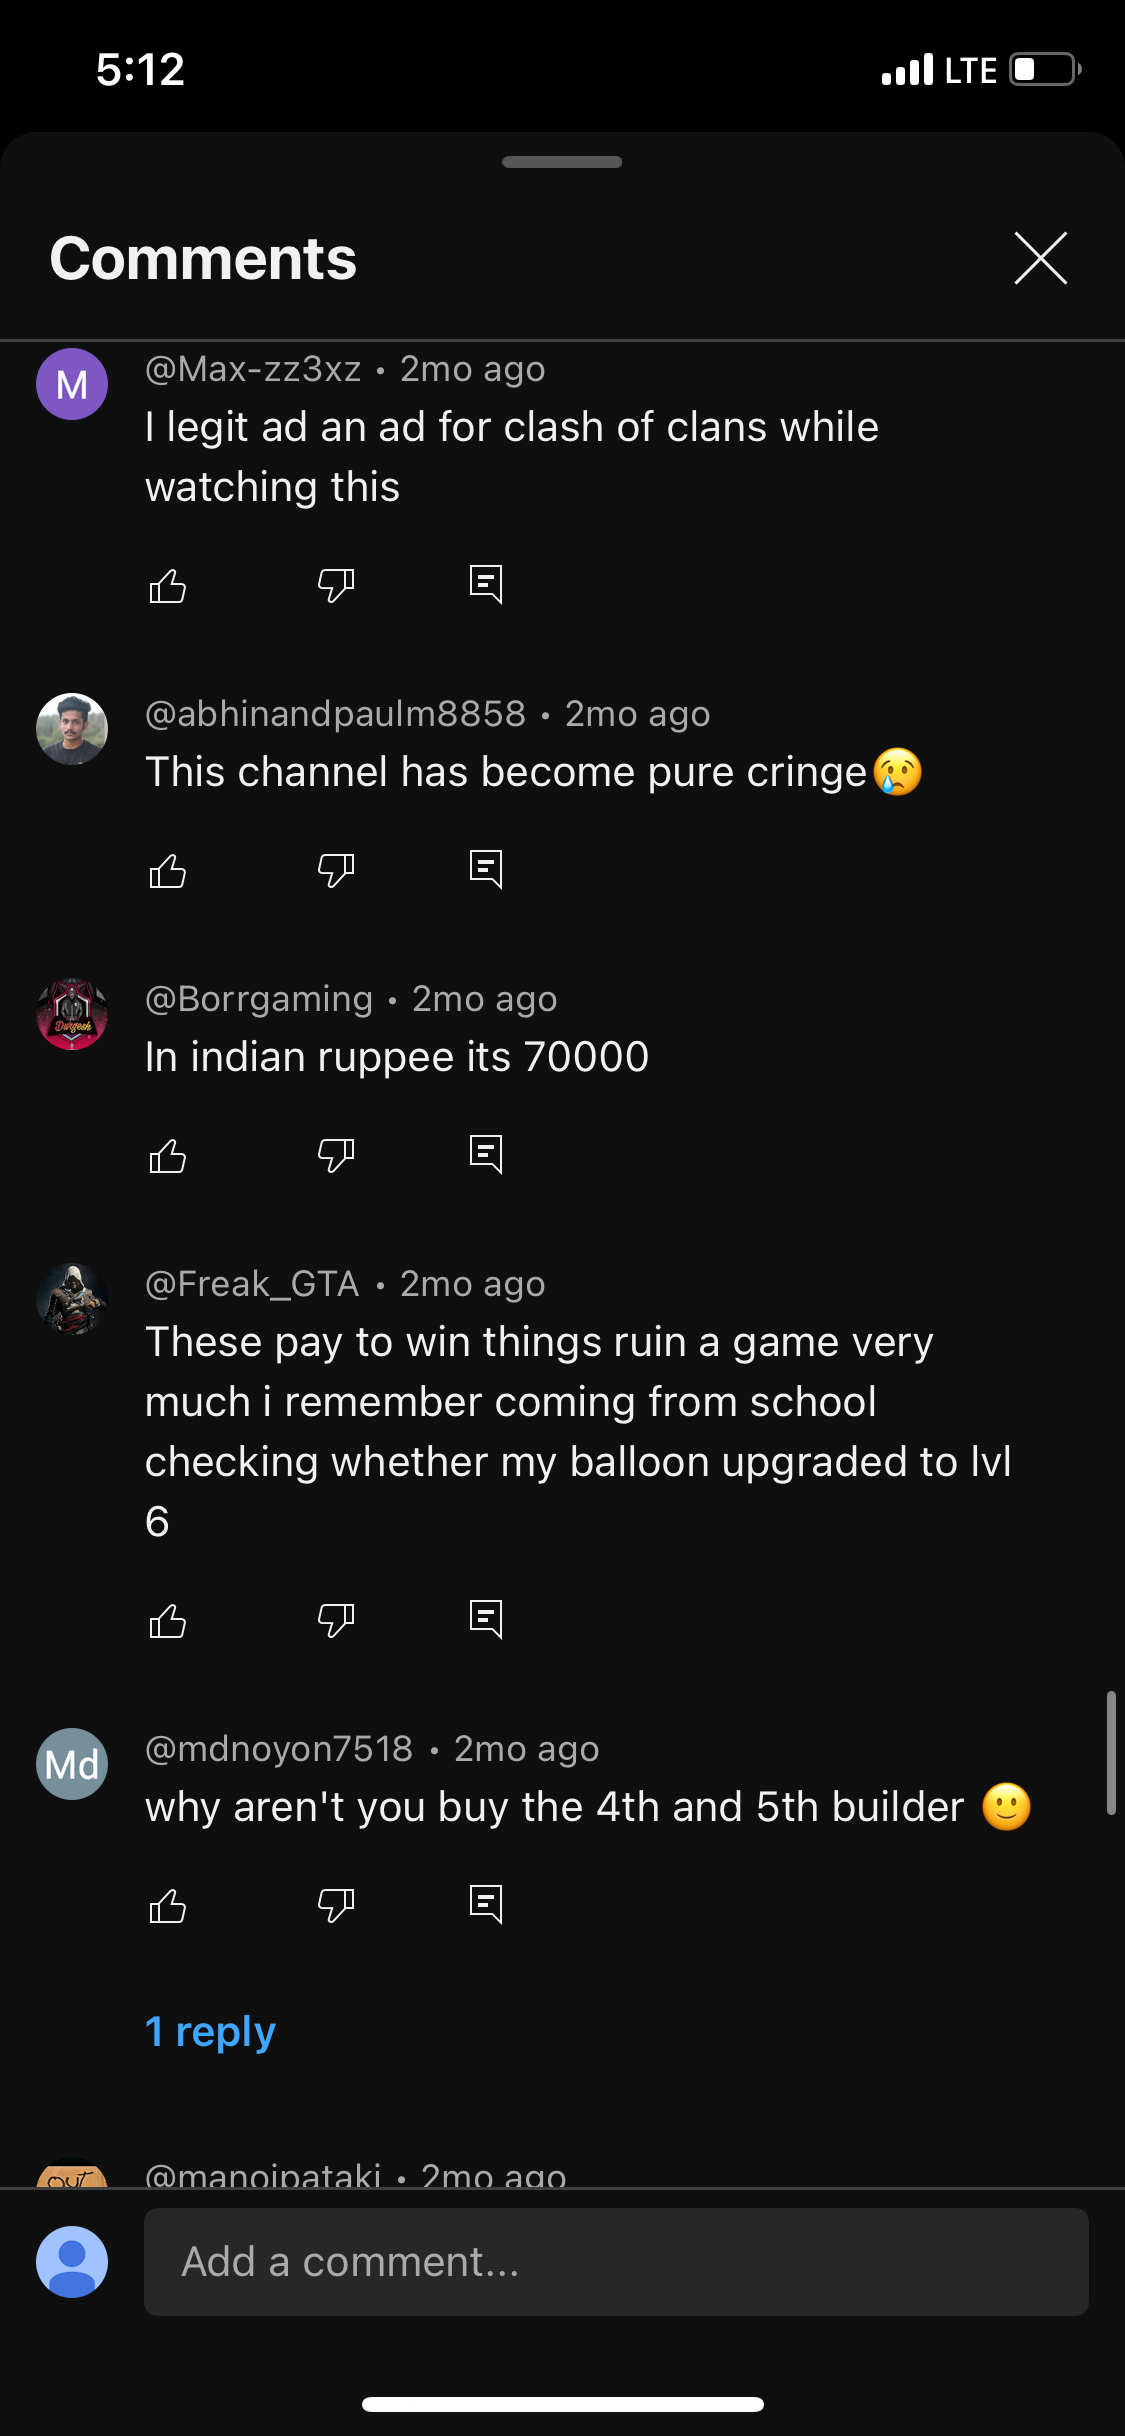 5:12
LTE
Comments
M
@Max-zz3xz • 2mo ago
I legit ad an ad for clash of clans while
watching this
@abhinandpaulm8858 • 2mo ago
This channel has become pure cringe😢
Durgesh
@Borrgaming • 2mo ago
In indian ruppee its 70000
@Freak_GTA • 2mo ago
These pay to win things ruin a game very
much i remember coming from school
checking whether my balloon upgraded to lvl
6
Md
@mdnoyon7518 • 2mo ago
why aren't you buy the 4th and 5th builder 🙂
1 reply
out
@manojpataki • 2mo ago
Add a comment...